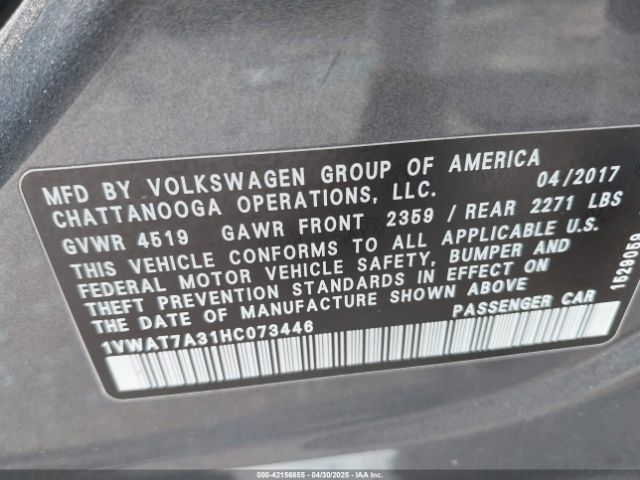 MFD BY VOLKSWAGEN GROUP OF AMERICA
CHATTANOOGA OPERATIONS, LLC. 04/2017
GVWR 4519 GAWR FRONT 2359 / REAR 2271 LBS
THIS VEHICLE CONFORMS TO ALL APPLICABLE U.S.
FEDERAL MOTOR VEHICLE SAFETY, BUMPER AND
THEFT PREVENTION STANDARDS IN EFFECT ON
THE DATE OF MANUFACTURE SHOWN ABOVE
1VWAT7A31HC073446 PASSENGER CAR
1629059
000-42156855 - 04/30/2025 - IAA Inc.